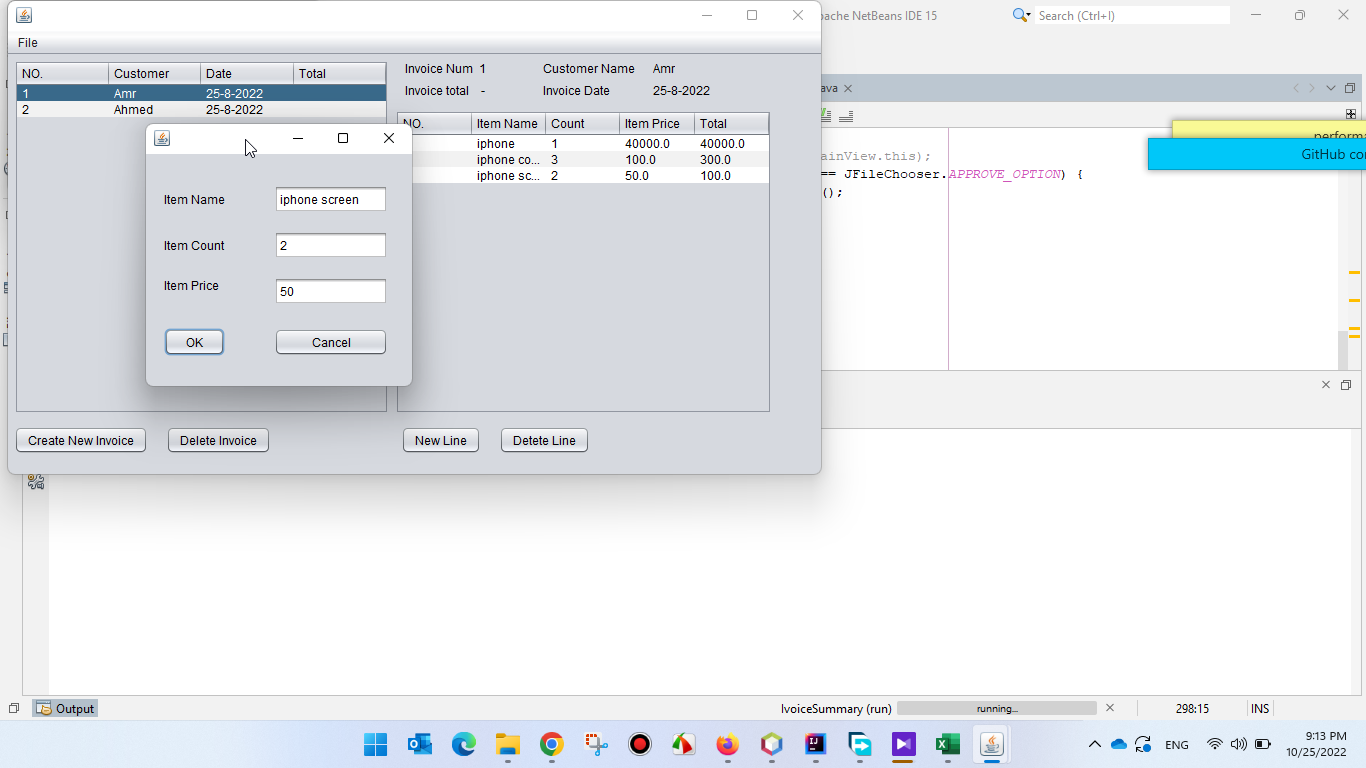 pache NetBeans IDE 15
Search (Ctrl+I)
File
NO. Customer Date Total
1 Amr 25-8-2022
2 Ahmed 25-8-2022
Invoice Num 1 Customer Name Amr
Invoice total - Invoice Date 25-8-2022
NO. Item Name Count Item Price Total
iphone 1 40000.0 40000.0
iphone co... 3 100.0 300.0
iphone sc... 2 50.0 100.0
Item Name iphone screen
Item Count 2
Item Price 50
OK Cancel
Create New Invoice Delete Invoice New Line Detete Line
ava
ainView.this);
== JFileChooser.APPROVE_OPTION) {
();
performa
GitHub cor
Output
IvoiceSummary (run) running... 298:15 INS
ENG
9:13 PM
10/25/2022